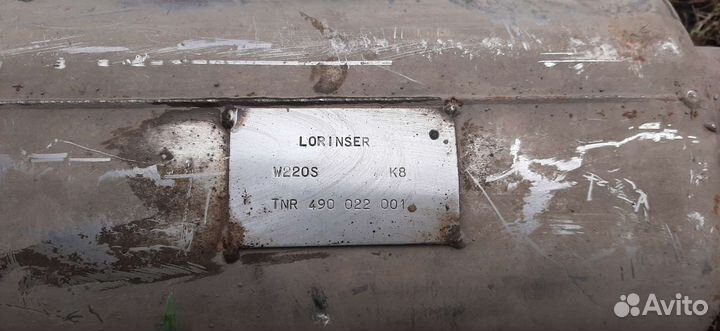 LORINSER
W220S K8
TNR 490 022 001
Avito